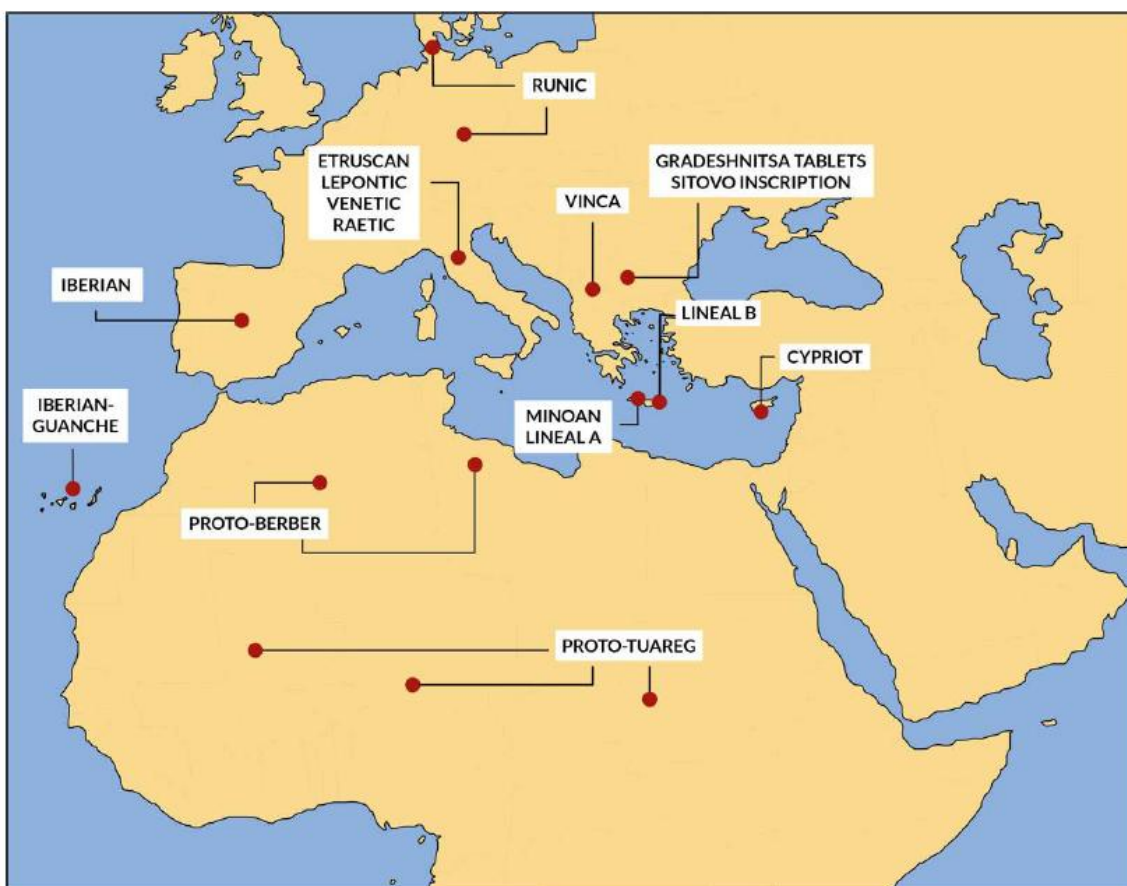 RUNIC
ETRUSCAN
LEPONTIC
VENETIC
RAETIC
GRADESHNITSA TABLETS
SITOVO INSCRIPTION
VINCA
IBERIAN
LINEAL B
CYPRIOT
IBERIAN-
GUANCHE
MINOAN
LINEAL A
PROTO-BERBER
PROTO-TUAREG